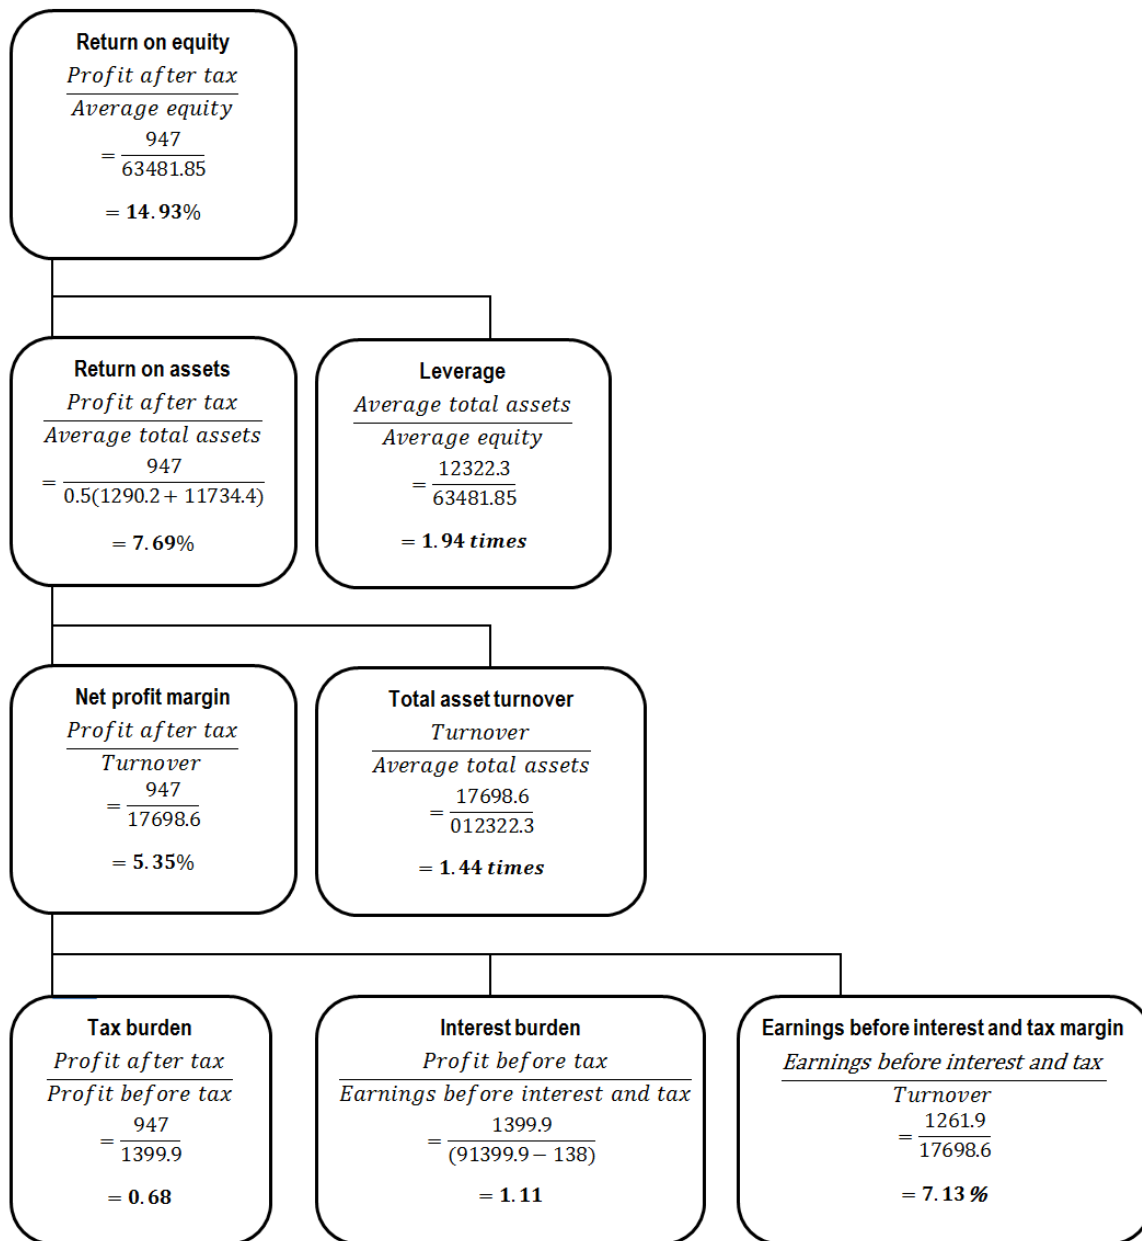 Return on equity
Profit after tax
Average equity
= 947
63481.85
= 14.93%
Return on assets
Profit after tax
Average total assets
= 947
0.5(1290.2 + 11734.4)
= 7.69%
Leverage
Average total assets
Average equity
= 12322.3
63481.85
= 1.94 times
Net profit margin
Profit after tax
Turnover
= 947
17698.6
= 5.35%
Total asset turnover
Turnover
Average total assets
= 17698.6
012322.3
= 1.44 times
Tax burden
Profit after tax
Profit before tax
= 947
1399.9
= 0.68
Interest burden
Profit before tax
Earnings before interest and tax
= 1399.9
(91399.9 − 138)
= 1.11
Earnings before interest and tax margin
Earnings before interest and tax
Turnover
= 1261.9
17698.6
= 7.13%